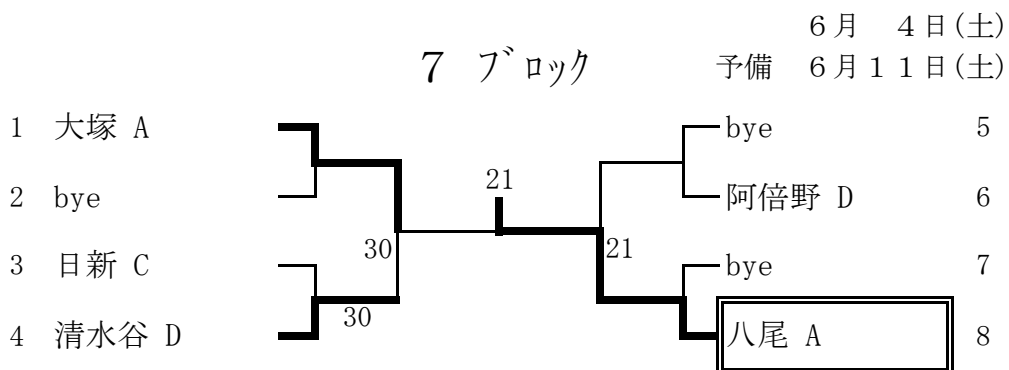 6月 4日(土)
7 ブロック 予備 6月11日(土)
1 大塚 A
bye 5
2 bye
21
阿倍野 D 6
30
21
3 日新 C
bye 7
30
4 清水谷 D
八尾 A 8